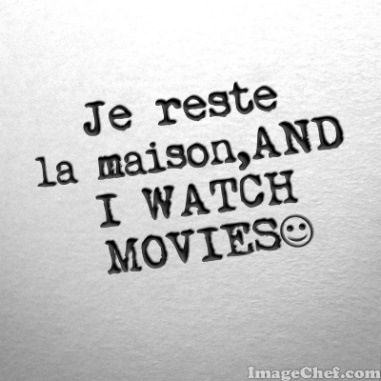 Je reste
la maison,AND
I WATCH
MOVIES☺
ImageChef.com